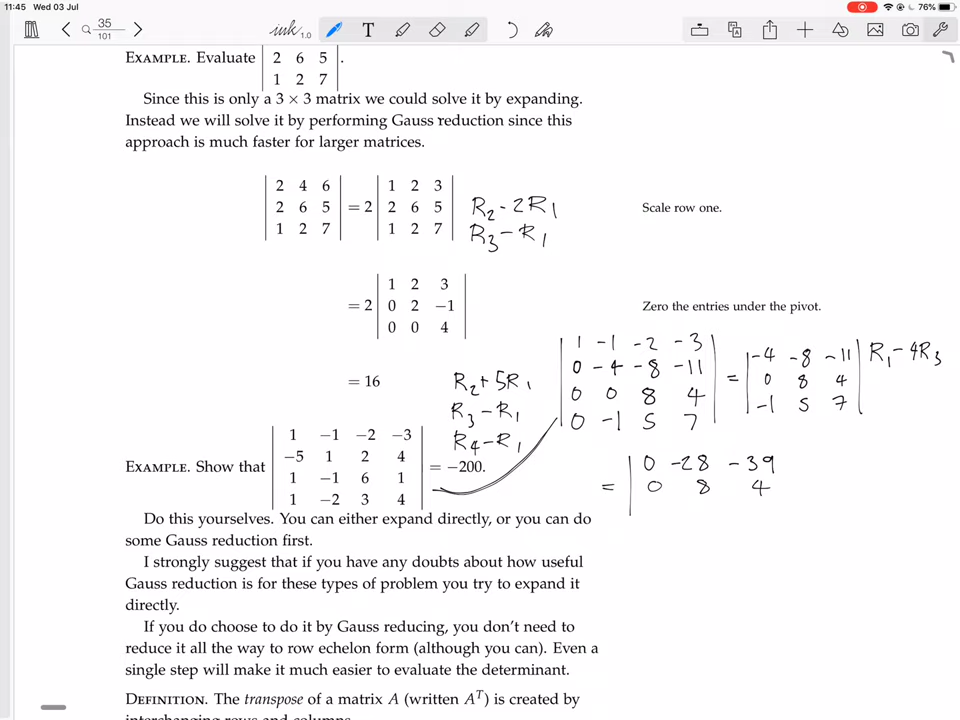 11:45 Wed 03 Jul
76%
35
101
ink 1.0
T
EXAMPLE. Evaluate | 2 6 5 | .
1 2 7
Since this is only a 3 × 3 matrix we could solve it by expanding.
Instead we will solve it by performing Gauss reduction since this
approach is much faster for larger matrices.
2 4 6 1 2 3
2 6 5 = 2 2 6 5 R2 - 2R1 Scale row one.
1 2 7 1 2 7 R3 - R1
1 2 3
= 2 0 2 −1 Zero the entries under the pivot.
0 0 4
= 16
R2 + 5R1
R3 - R1
R4 - R1
1 -1 -2 -3
0 -4 -8 -11
0 0 8 4
0 -1 5 7
=
-4 -8 -11 R1 - 4R3
0 8 4
-1 5 7
=
0 -28 -39
0 8 4
1 −1 −2 −3
−5 1 2 4
EXAMPLE. Show that = −200.
1 −1 6 1
1 −2 3 4
Do this yourselves. You can either expand directly, or you can do
some Gauss reduction first.
I strongly suggest that if you have any doubts about how useful
Gauss reduction is for these types of problem you try to expand it
directly.
If you do choose to do it by Gauss reducing, you don't need to
reduce it all the way to row echelon form (although you can). Even a
single step will make it much easier to evaluate the determinant.
DEFINITION. The transpose of a matrix A (written A^T) is created by
interchanging rows and columns.